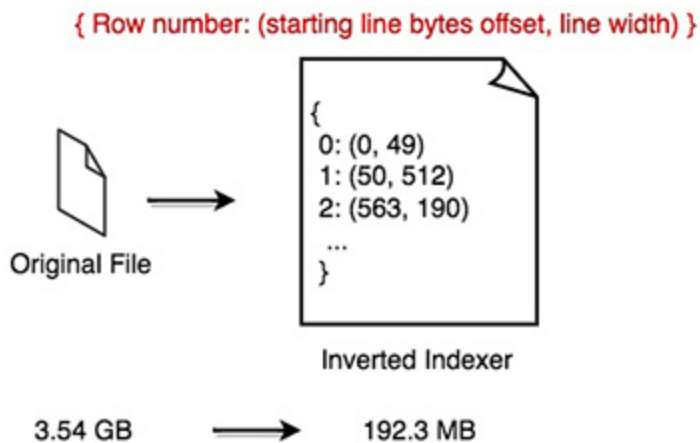 { Row number: (starting line bytes offset, line width) }
{
0: (0, 49)
1: (50, 512)
2: (563, 190)
...
}
Original File
Inverted Indexer
3.54 GB
192.3 MB